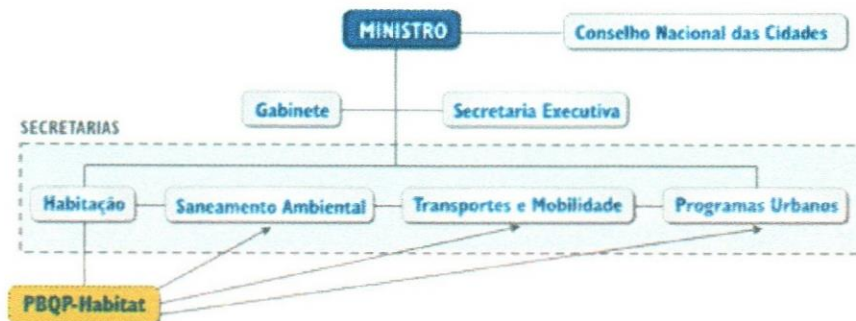 MINISTRO
Conselho Nacional das Cidades
Gabinete
Secretaria Executiva
SECRETARIAS
Habitação
Saneamento Ambiental
Transportes e Mobilidade
Programas Urbanos
PBQP-Habitat